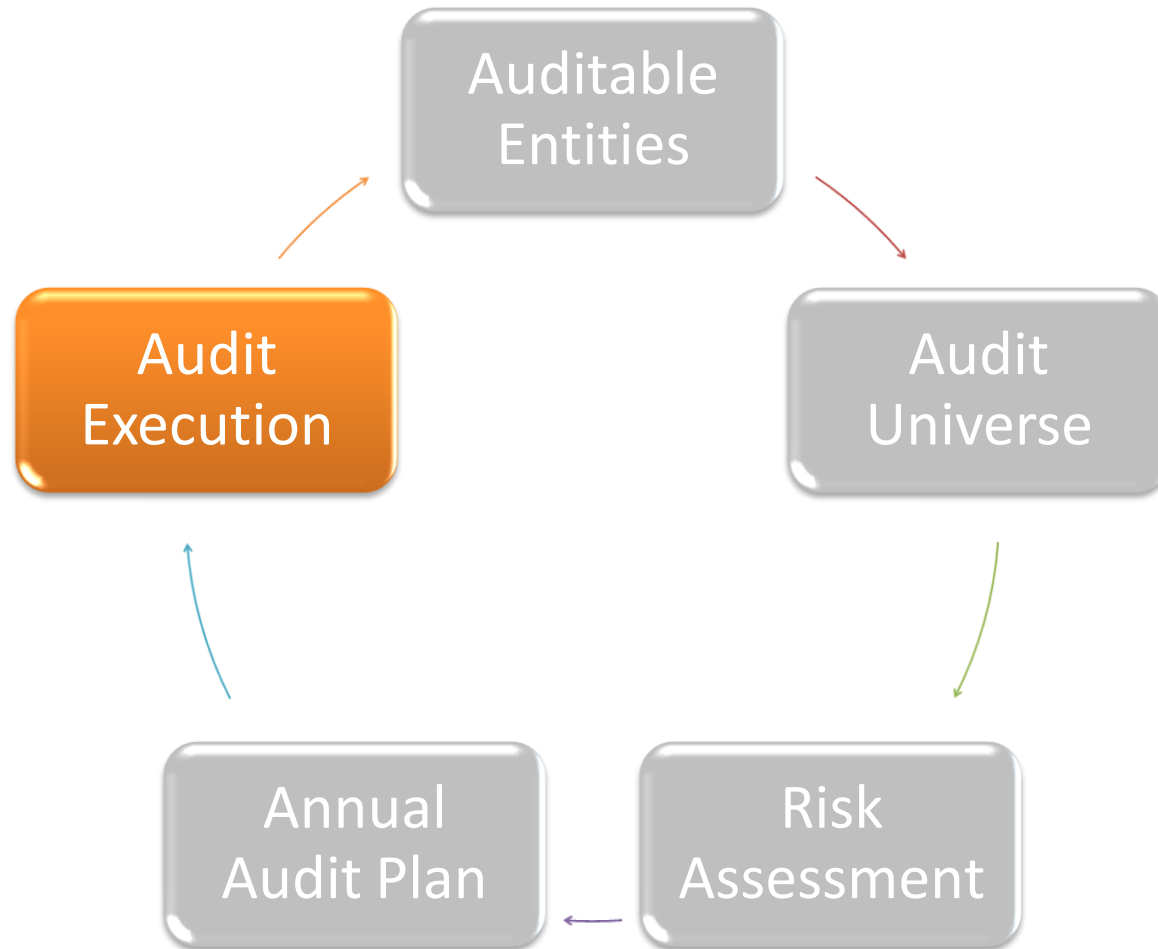 Auditable
Entities
Audit
Universe
Risk
Assessment
Annual
Audit Plan
Audit
Execution